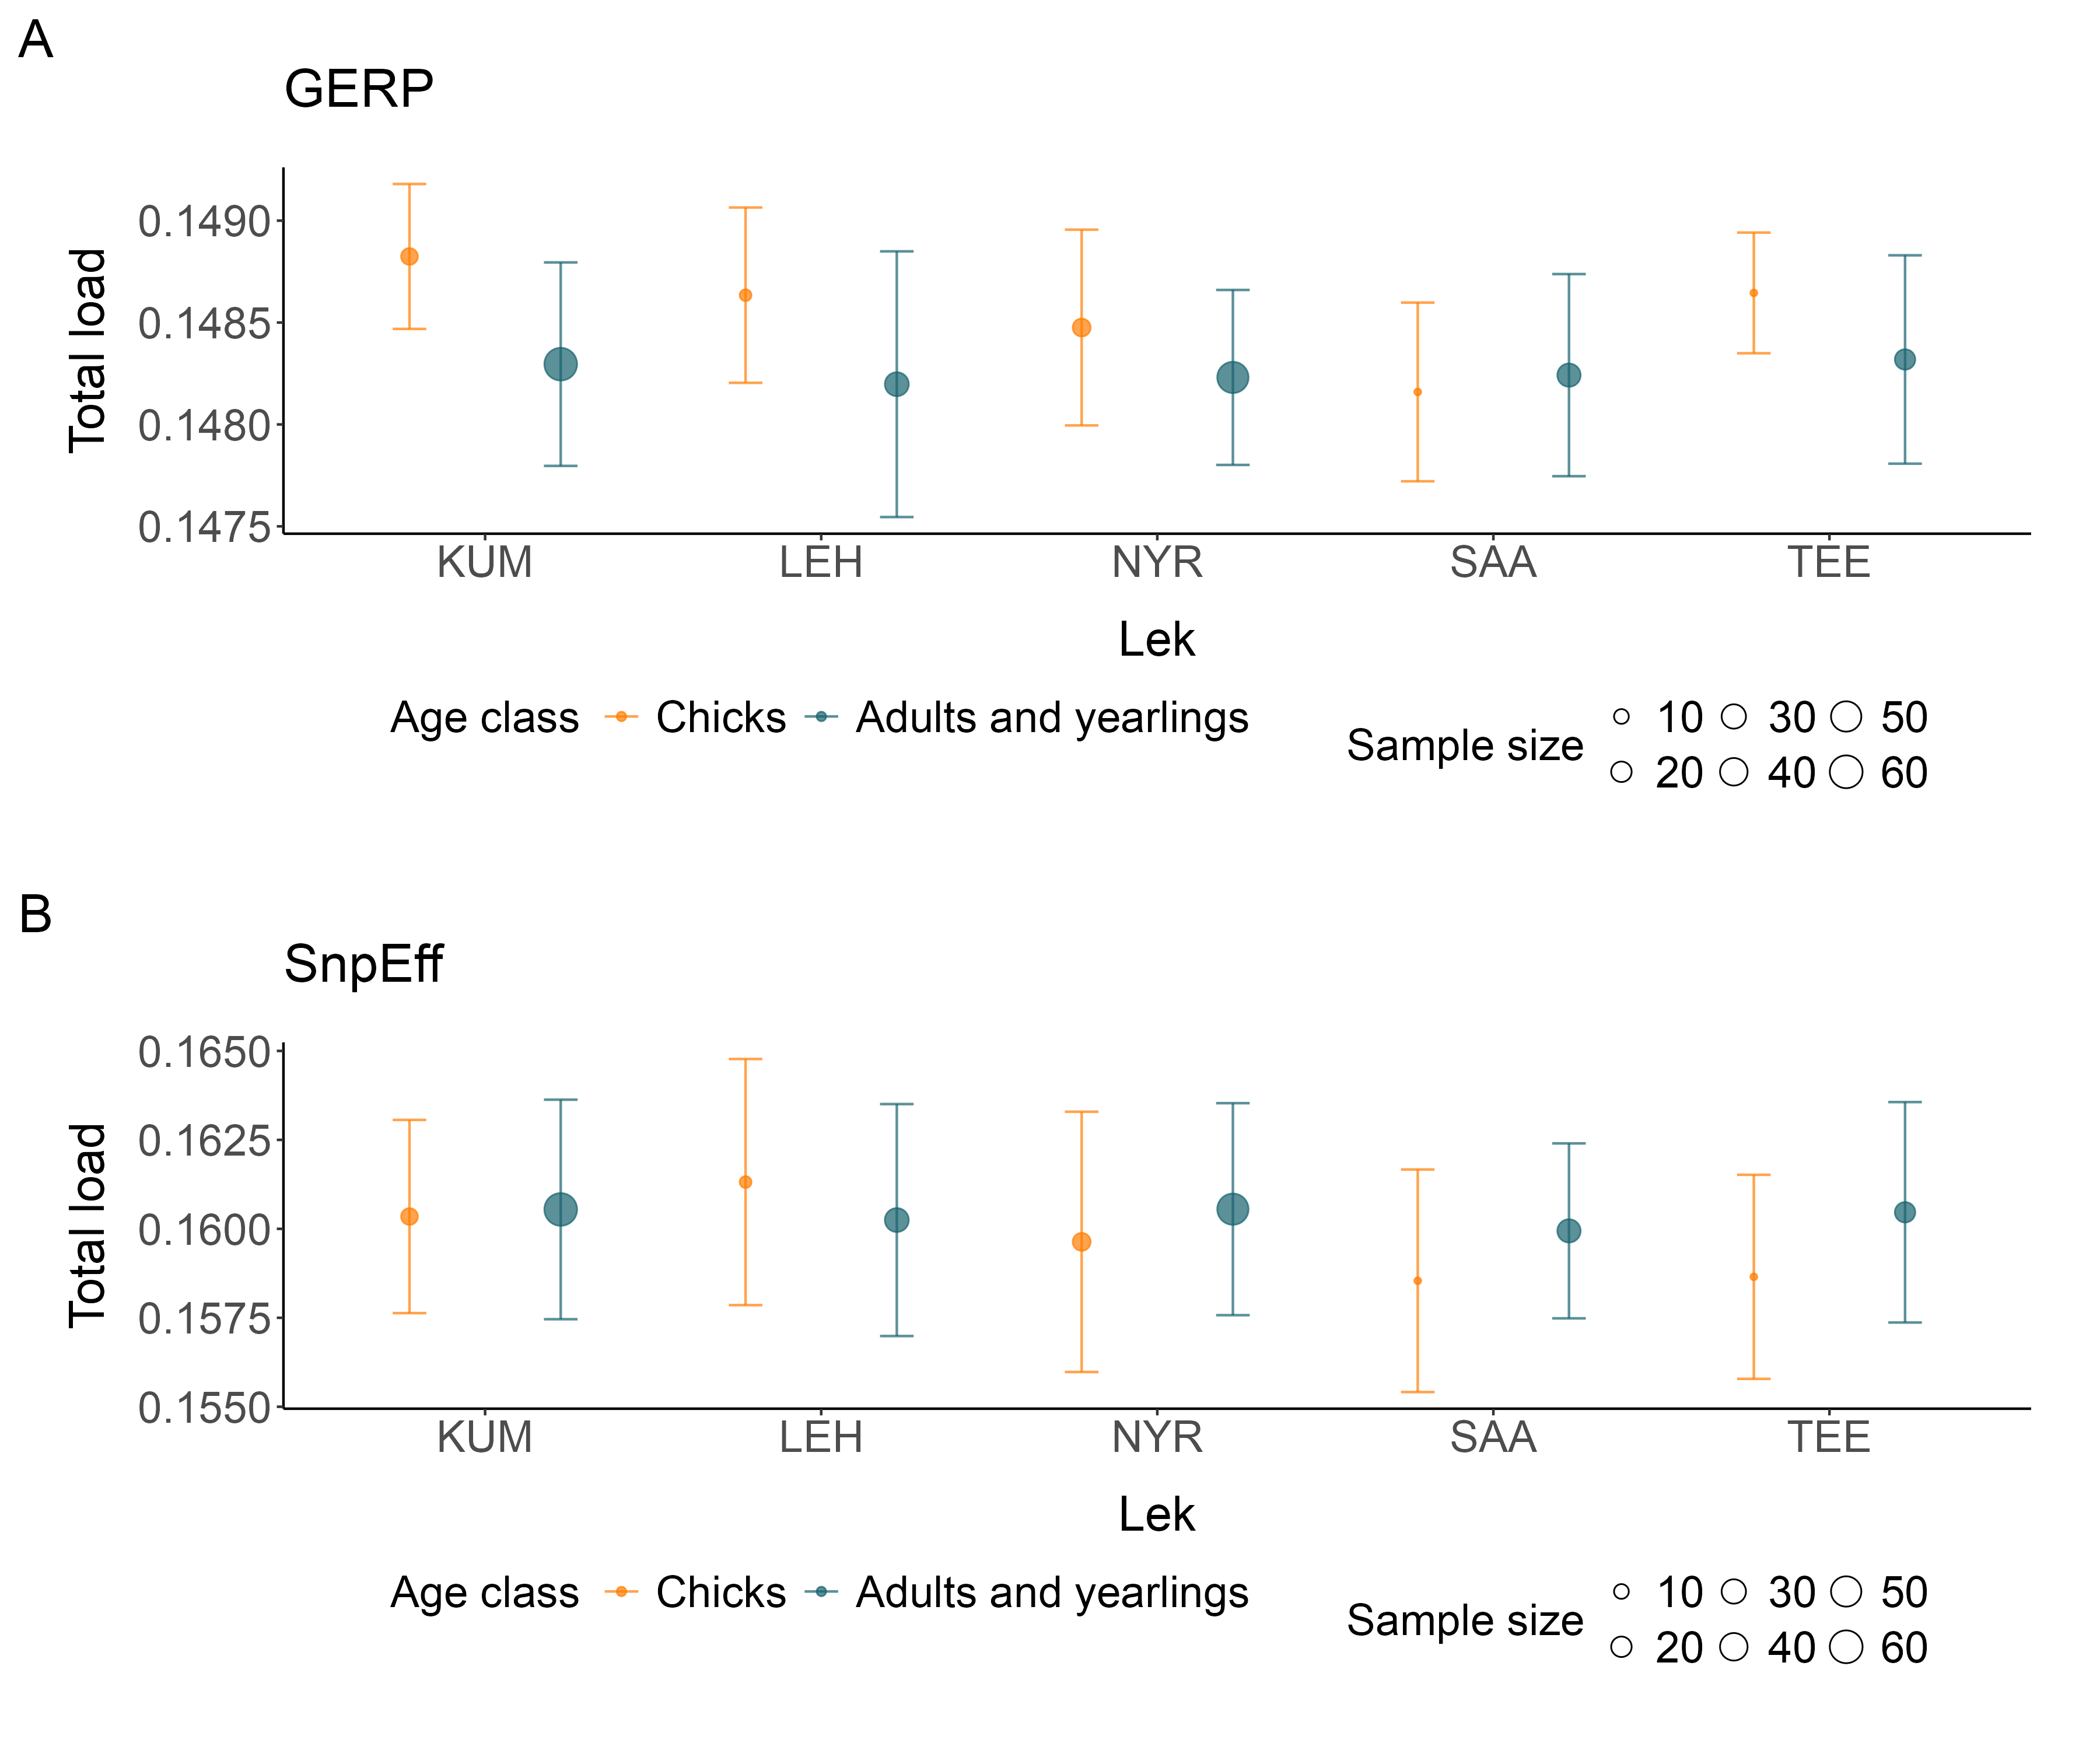 A
GERP
Total load
0.1490
0.1485
0.1480
0.1475
KUM LEH NYR SAA TEE
Lek
Age class Chicks Adults and yearlings
Sample size
10 30 50
20 40 60
B
SnpEff
Total load
0.1650
0.1625
0.1600
0.1575
0.1550
KUM LEH NYR SAA TEE
Lek
Age class Chicks Adults and yearlings
Sample size
10 30 50
20 40 60